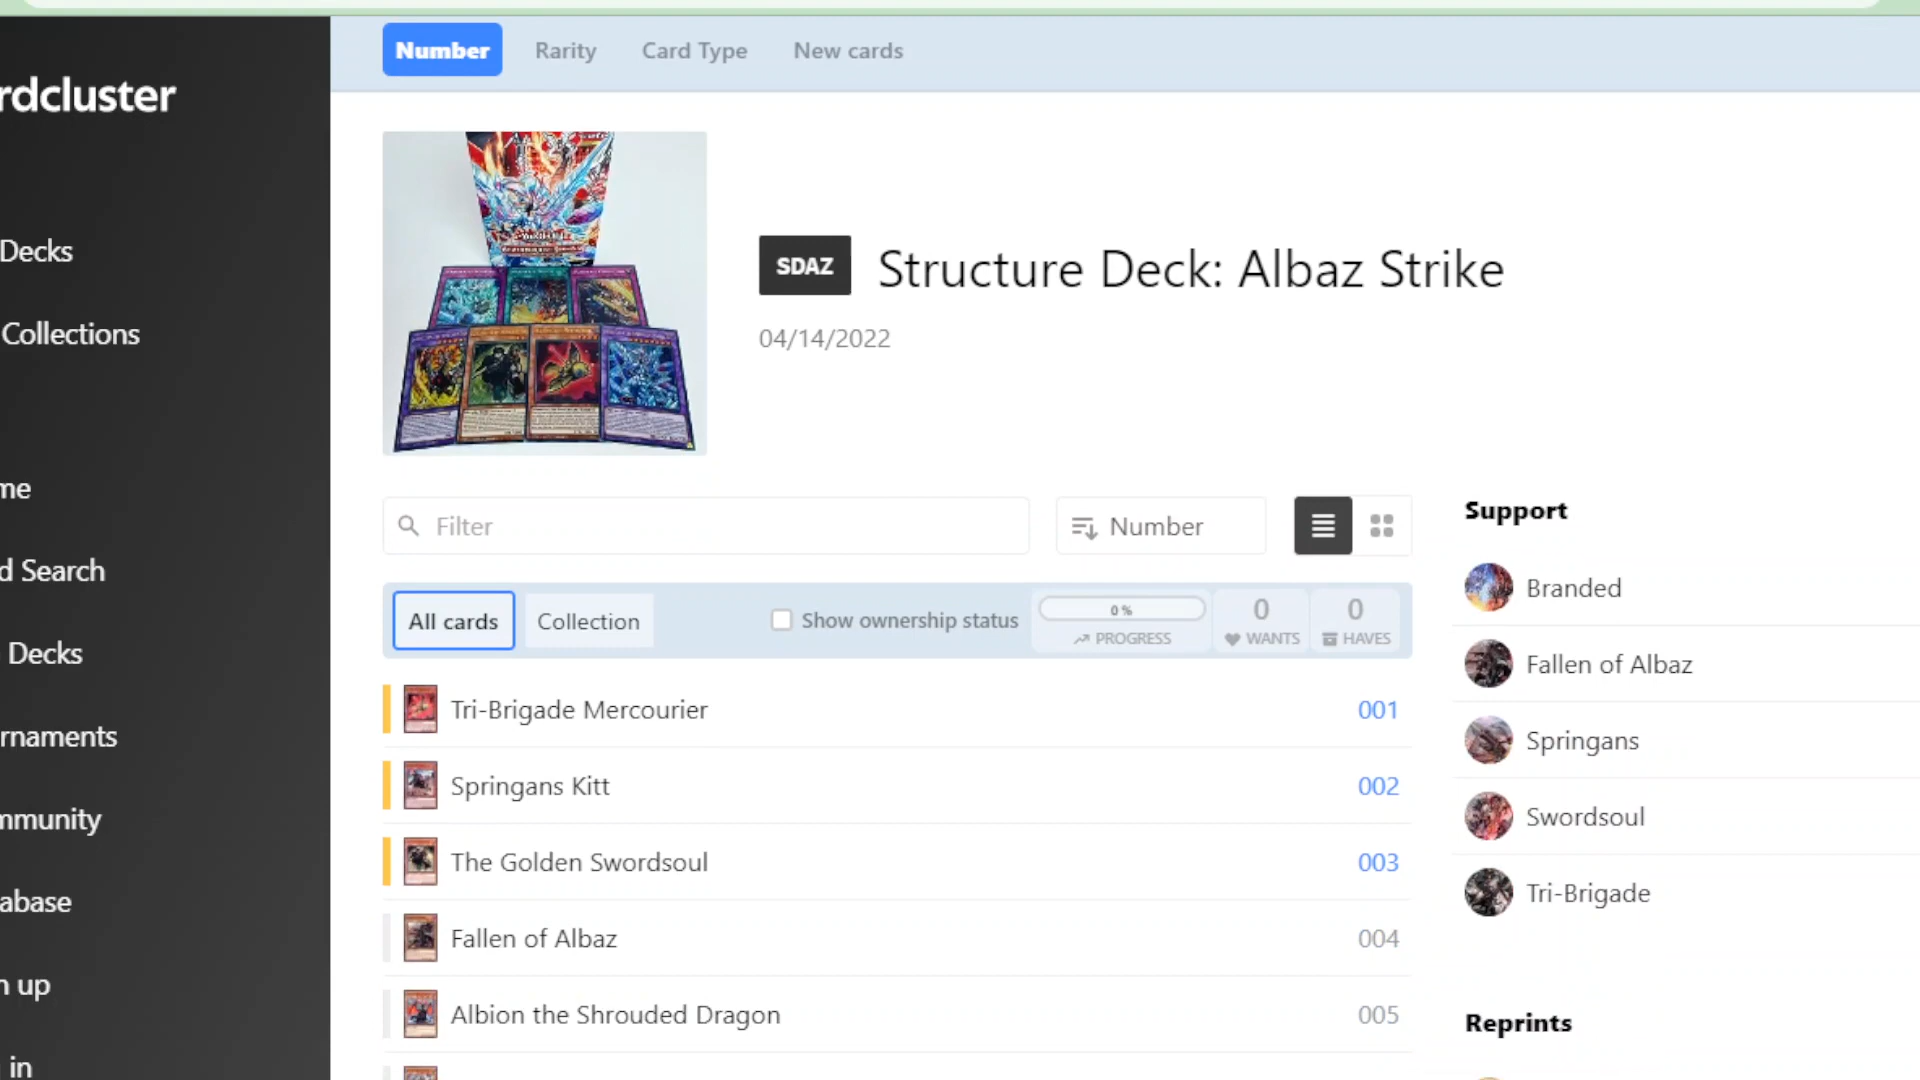 Number Rarity Card Type New cards
rdcluster
Decks
Collections
me
d Search
Decks
rnaments
mmunity
abase
n up
in
SDAZ Structure Deck: Albaz Strike
04/14/2022
Filter
Number
All cards Collection Show ownership status 0 % PROGRESS 0 WANTS 0 HAVES
Tri-Brigade Mercourier 001
Springans Kitt 002
The Golden Swordsoul 003
Fallen of Albaz 004
Albion the Shrouded Dragon 005
Support
Branded
Fallen of Albaz
Springans
Swordsoul
Tri-Brigade
Reprints